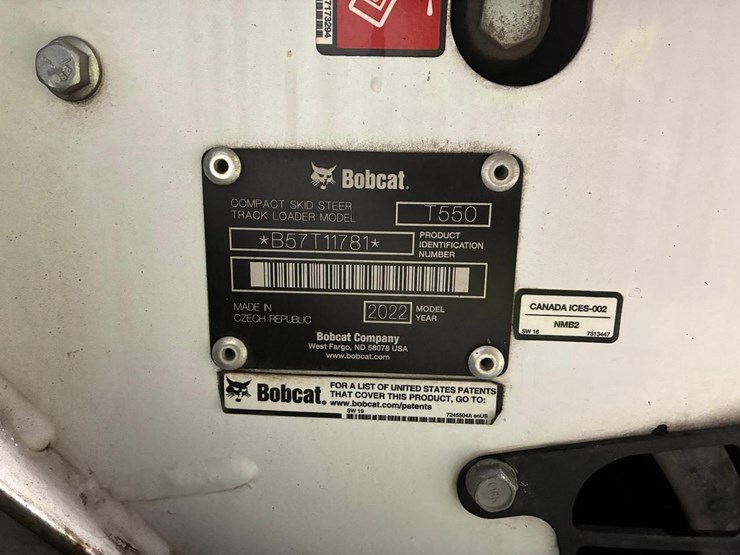 7173294
Bobcat.
COMPACT SKID STEER
TRACK LOADER MODEL
T550
*B57T11781*
PRODUCT
IDENTIFICATION
NUMBER
MADE IN
CZECH REPUBLIC
2022
MODEL
YEAR
Bobcat Company
West Fargo, ND 58078 USA
www.bobcat.com
CANADA ICES-002
NMB2
SW 16
7313447
Bobcat.
FOR A LIST OF UNITED STATES PATENTS
THAT COVER THIS PRODUCT, GO TO:
www.bobcat.com/patents
SW 19
7245504A enUS